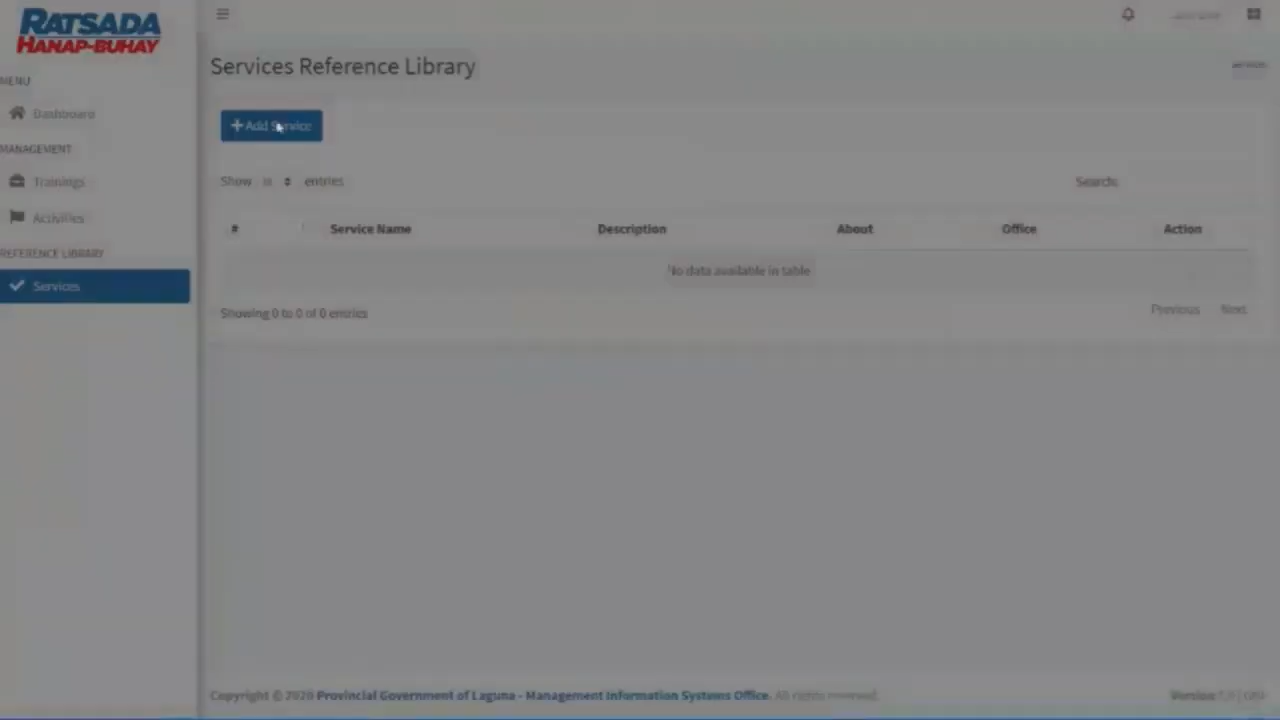 RATSADA
HANAP-BUHAY
MENU
Dashboard
MANAGEMENT
Trainings
Activities
REFERENCE LIBRARY
Services
Services Reference Library
Add Service
Show entries
Search:
# Service Name Description About Office Action
No data available in table
Showing 0 to 0 of 0 entries
Previous Next
Copyright © 2020 Provincial Government of Laguna - Management Information Systems Office. All rights reserved.
Version